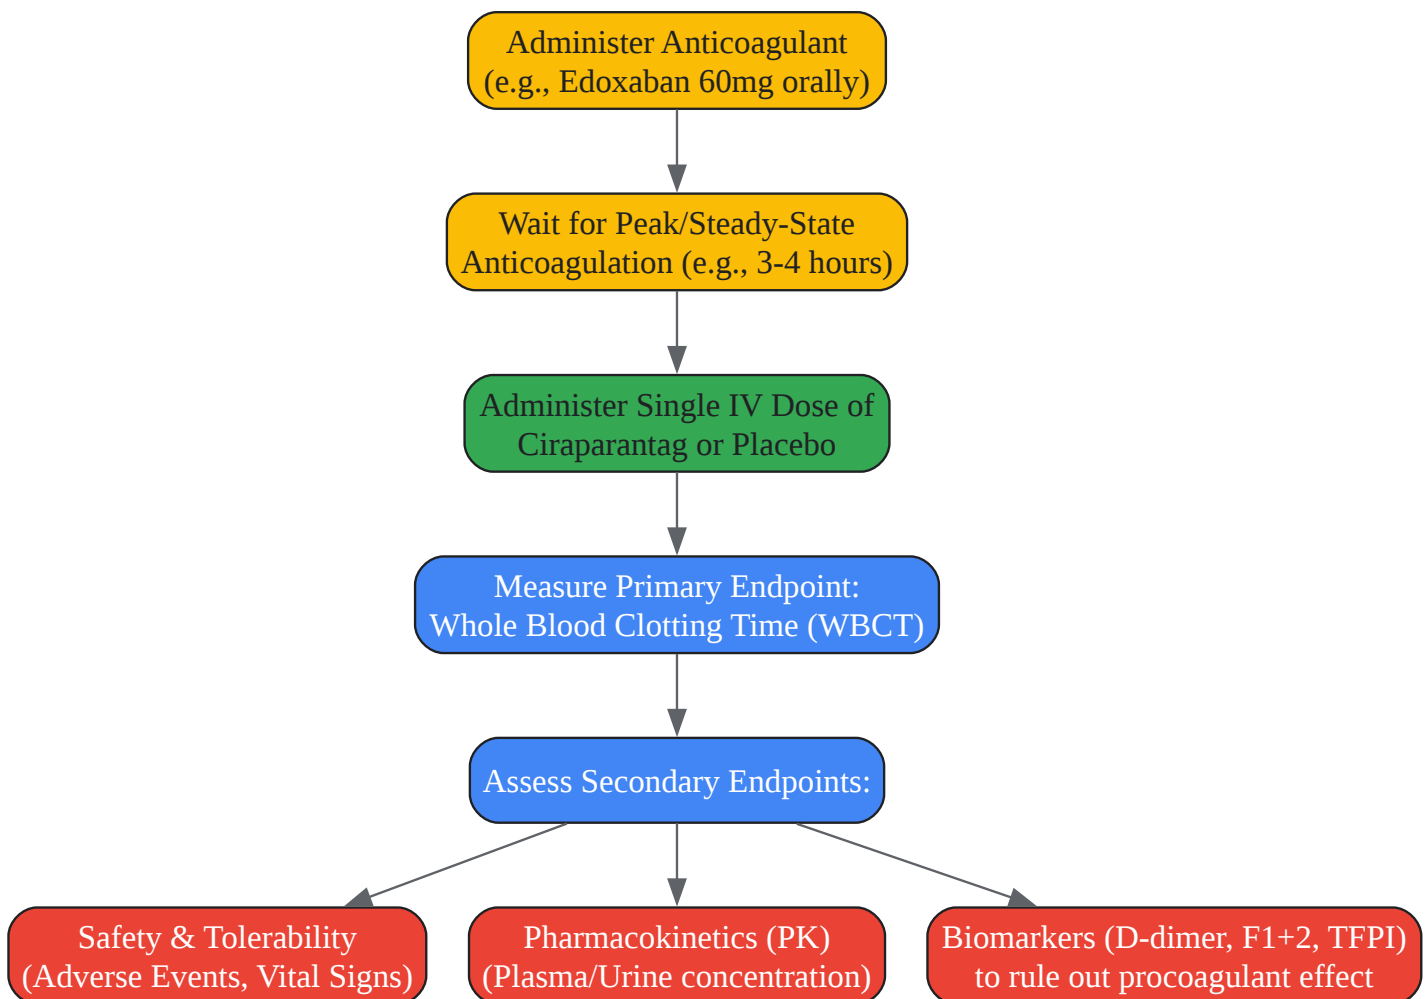 Administer Anticoagulant
(e.g., Edoxaban 60mg orally)
Wait for Peak/Steady-State
Anticoagulation (e.g., 3-4 hours)
Administer Single IV Dose of
Ciraparantag or Placebo
Measure Primary Endpoint:
Whole Blood Clotting Time (WBCT)
Assess Secondary Endpoints:
Safety & Tolerability
(Adverse Events, Vital Signs)
Pharmacokinetics (PK)
(Plasma/Urine concentration)
Biomarkers (D-dimer, F1+2, TFPI)
to rule out procoagulant effect